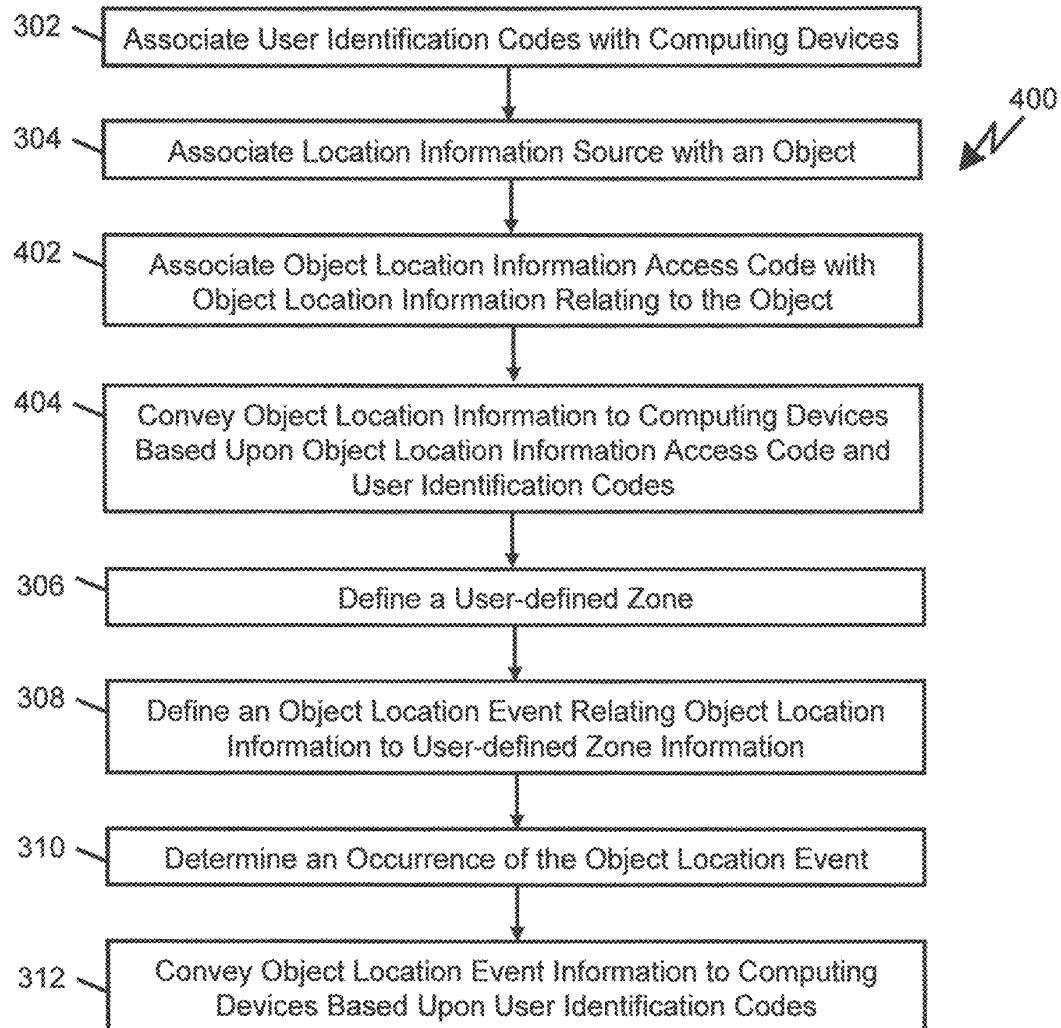 302
Associate User Identification Codes with Computing Devices
400
304
Associate Location Information Source with an Object
402
Associate Object Location Information Access Code with
Object Location Information Relating to the Object
404
Convey Object Location Information to Computing Devices
Based Upon Object Location Information Access Code and
User Identification Codes
306
Define a User-defined Zone
308
Define an Object Location Event Relating Object Location
Information to User-defined Zone Information
310
Determine an Occurrence of the Object Location Event
312
Convey Object Location Event Information to Computing
Devices Based Upon User Identification Codes